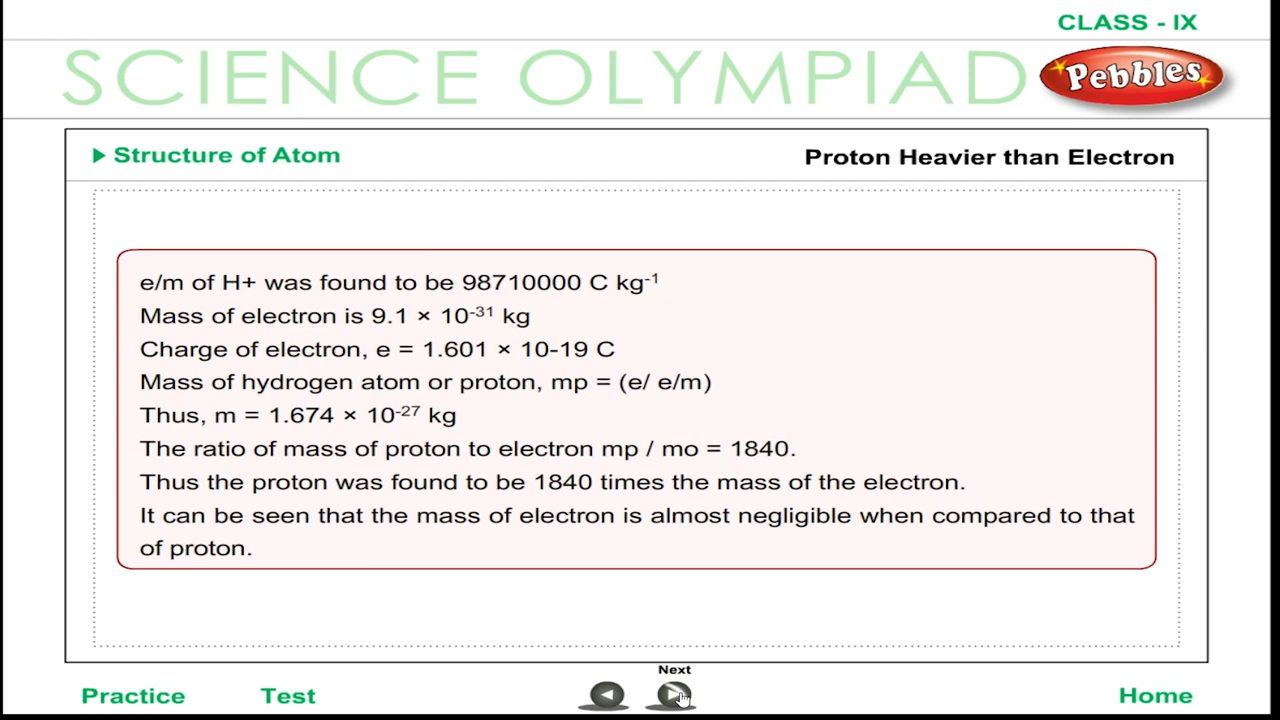 CLASS - IX
SCIENCE OLYMPIAD
Pebbles
Structure of Atom
Proton Heavier than Electron
e/m of H+ was found to be 98710000 C kg⁻¹
Mass of electron is 9.1 × 10⁻³¹ kg
Charge of electron, e = 1.601 × 10-19 C
Mass of hydrogen atom or proton, mp = (e/ e/m)
Thus, m = 1.674 × 10⁻²⁷ kg
The ratio of mass of proton to electron mp / mo = 1840.
Thus the proton was found to be 1840 times the mass of the electron.
It can be seen that the mass of electron is almost negligible when compared to that
of proton.
Next
Practice
Test
Home